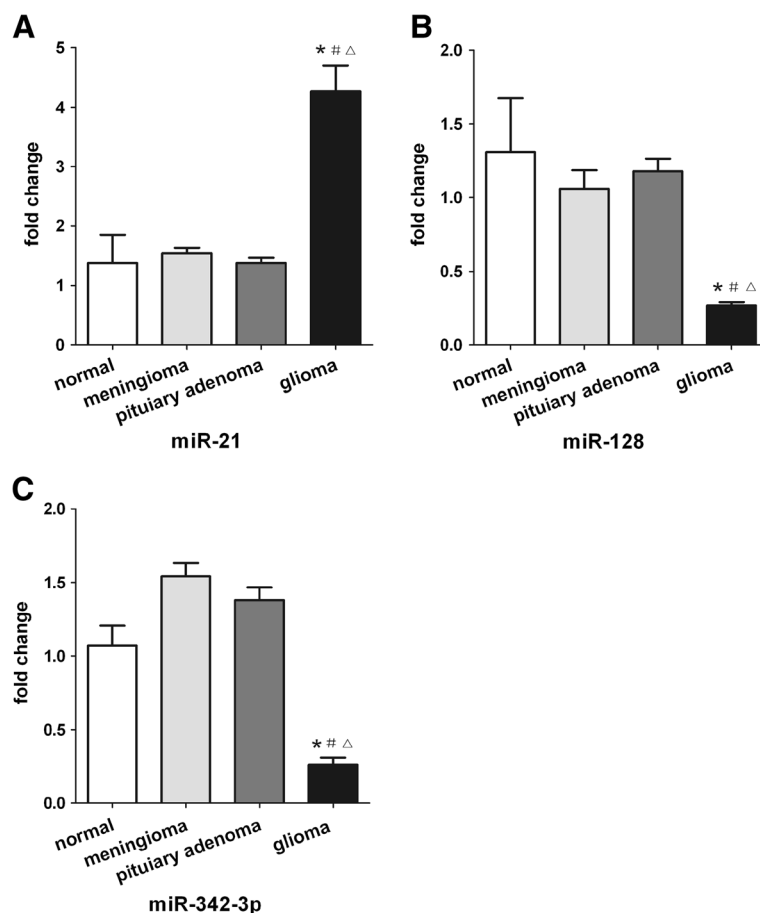 A
fold change
5
4
3
2
1
0
* # △
normal
meningioma
pituiary adenoma
glioma
miR-21
B
fold change
2.0
1.5
1.0
0.5
0.0
* # △
normal
meningioma
pituiary adenoma
glioma
miR-128
C
fold change
2.0
1.5
1.0
0.5
0.0
* # △
normal
meningioma
pituiary adenoma
glioma
miR-342-3p